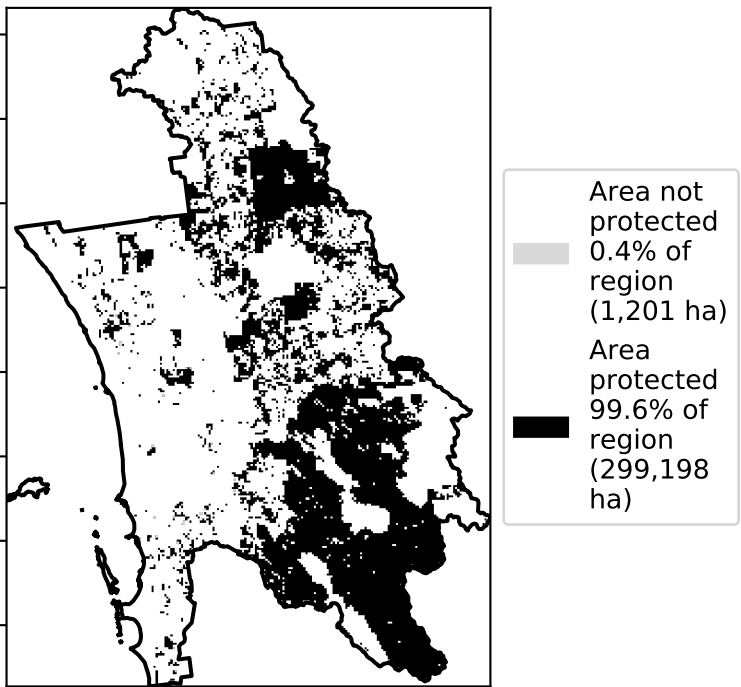 Area not
protected
0.4% of
region
(1,201 ha)
Area
protected
99.6% of
region
(299,198
ha)